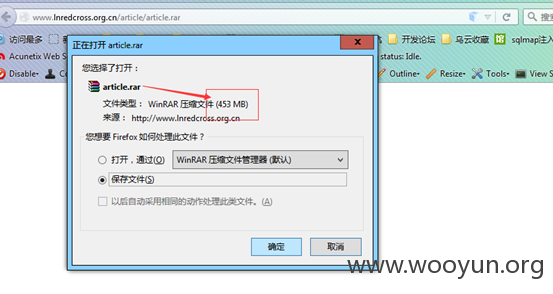 www.lnredcross.org.cn/article/article.rar
搜索
访问最多
开发论坛
乌云收藏
sqlmap注入
Acunetix Web S
status: Idle.
Disable
Coo
Outline
Resize
Tools
View Sou
正在打开 article.rar
您选择了打开：
article.rar
文件类型： WinRAR 压缩文件 (453 MB)
来源： http://www.lnredcross.org.cn
您想要 Firefox 如何处理此文件？
打开，通过(O) WinRAR 压缩文件管理器 (默认)
保存文件(S)
以后自动采用相同的动作处理此类文件。(A)
确定 取消
www.wooyun.org